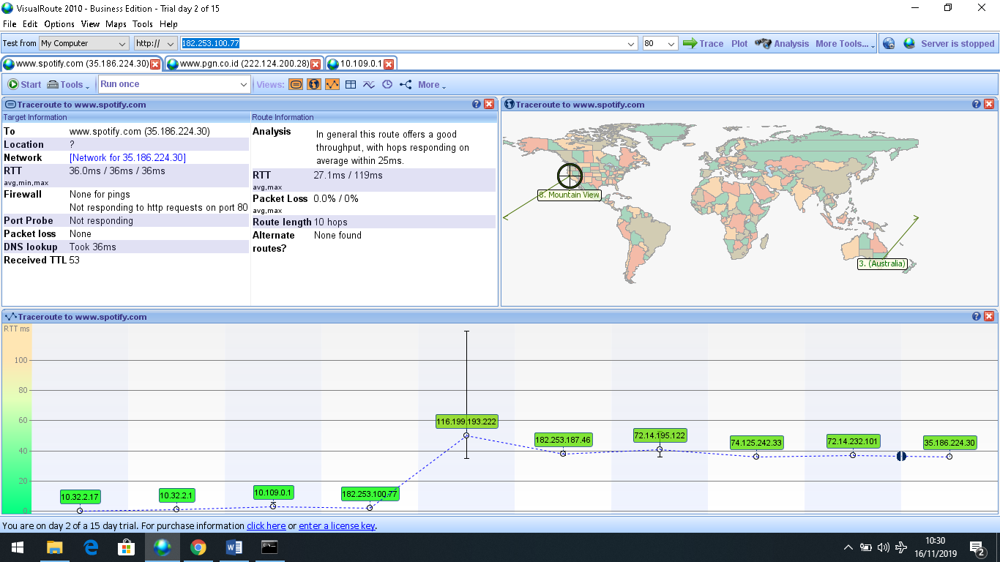 VisualRoute 2010 - Business Edition - Trial day 2 of 15
File Edit Options View Maps Tools Help
Test from My Computer http:// 182.253.100.77 80 Trace Plot Analysis More Tools... Server is stopped
www.spotify.com (35.186.224.30) www.pgn.co.id (222.124.200.28) 10.109.0.1
Start Tools Run once Views: More
Traceroute to www.spotify.com
Target Information
To www.spotify.com (35.186.224.30)
Location ?
Network [Network for 35.186.224.30]
RTT 36.0ms / 36ms / 36ms
avg,min,max
Firewall None for pings
Not responding to http requests on port 80
Port Probe Not responding
Packet loss None
DNS lookup Took 36ms
Received TTL 53
Route Information
Analysis In general this route offers a good
throughput, with hops responding on
average within 25ms.
RTT 27.1ms / 119ms
avg,max
Packet Loss 0.0% / 0%
avg,max
Route length 10 hops
Alternate None found
routes?
Traceroute to www.spotify.com
8. Mountain View
3. (Australia)
Traceroute to www.spotify.com
RTT ms
100
80
60
40
20
0
10.32.2.17
10.32.2.1
10.109.0.1
182.253.100.77
116.199.193.222
182.253.187.46
72.14.195.122
74.125.242.33
72.14.232.101
35.186.224.30
You are on day 2 of a 15 day trial. For purchase information click here or enter a license key.
10:30
16/11/2019
2